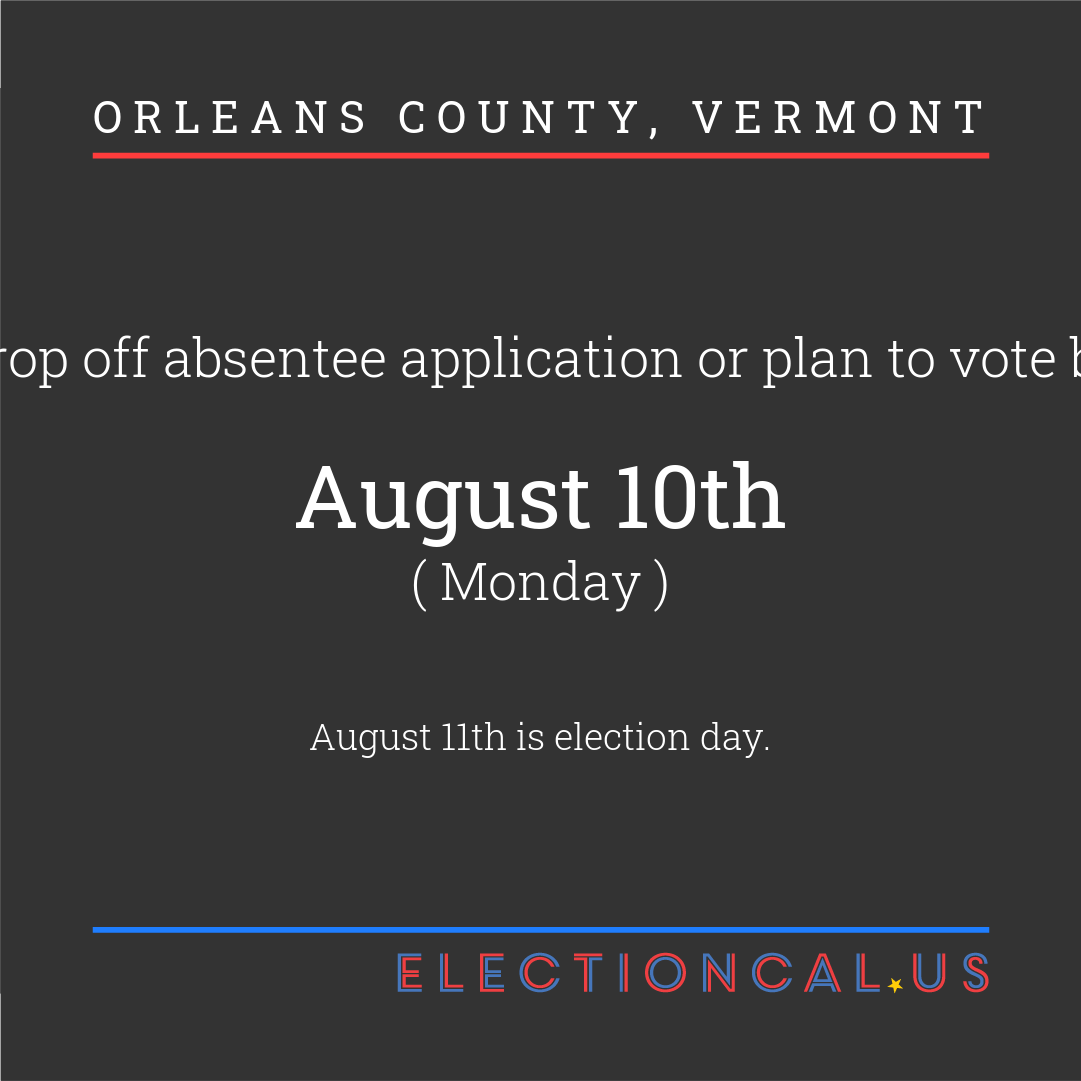 ORLEANS COUNTY, VERMONT
rop off absentee application or plan to vote b
August 10th
( Monday )
August 11th is election day.
ELECTIONCAL.US